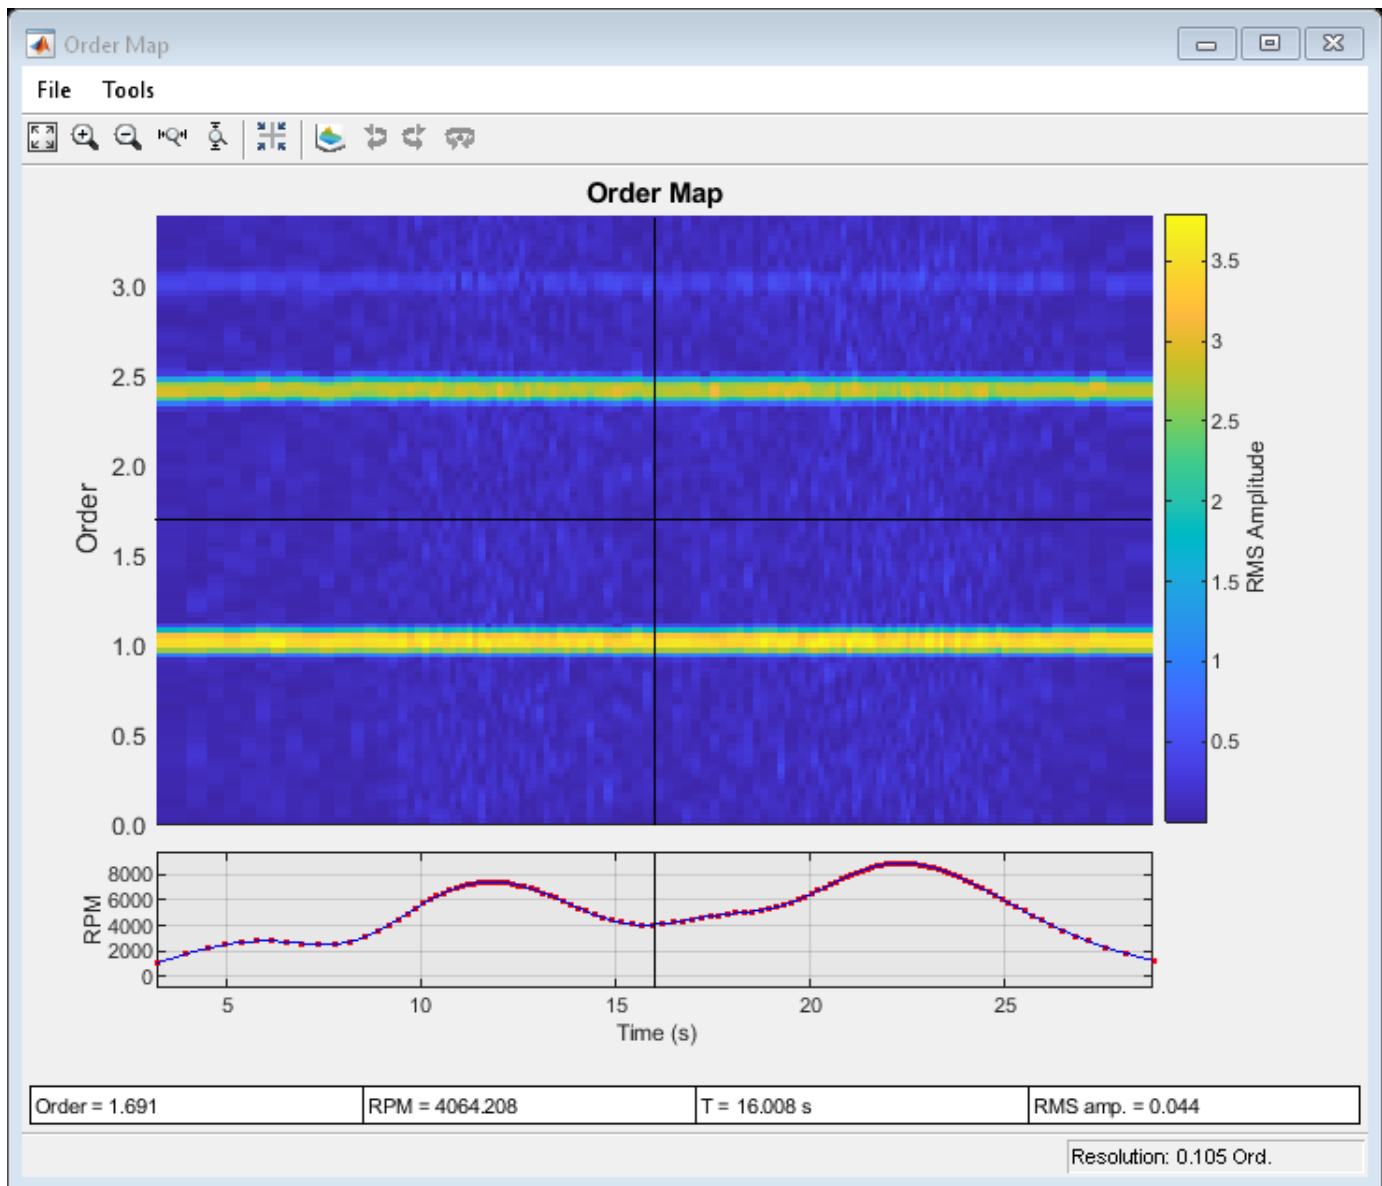 Order Map
File Tools
Order Map
3.0
2.5
2.0
1.5
1.0
0.5
0.0
Order
3.5
3
2.5
2
1.5
1
0.5
RMS Amplitude
8000
6000
4000
2000
0
RPM
5 10 15 20 25
Time (s)
Order = 1.691 RPM = 4064.208 T = 16.008 s RMS amp. = 0.044
Resolution: 0.105 Ord.